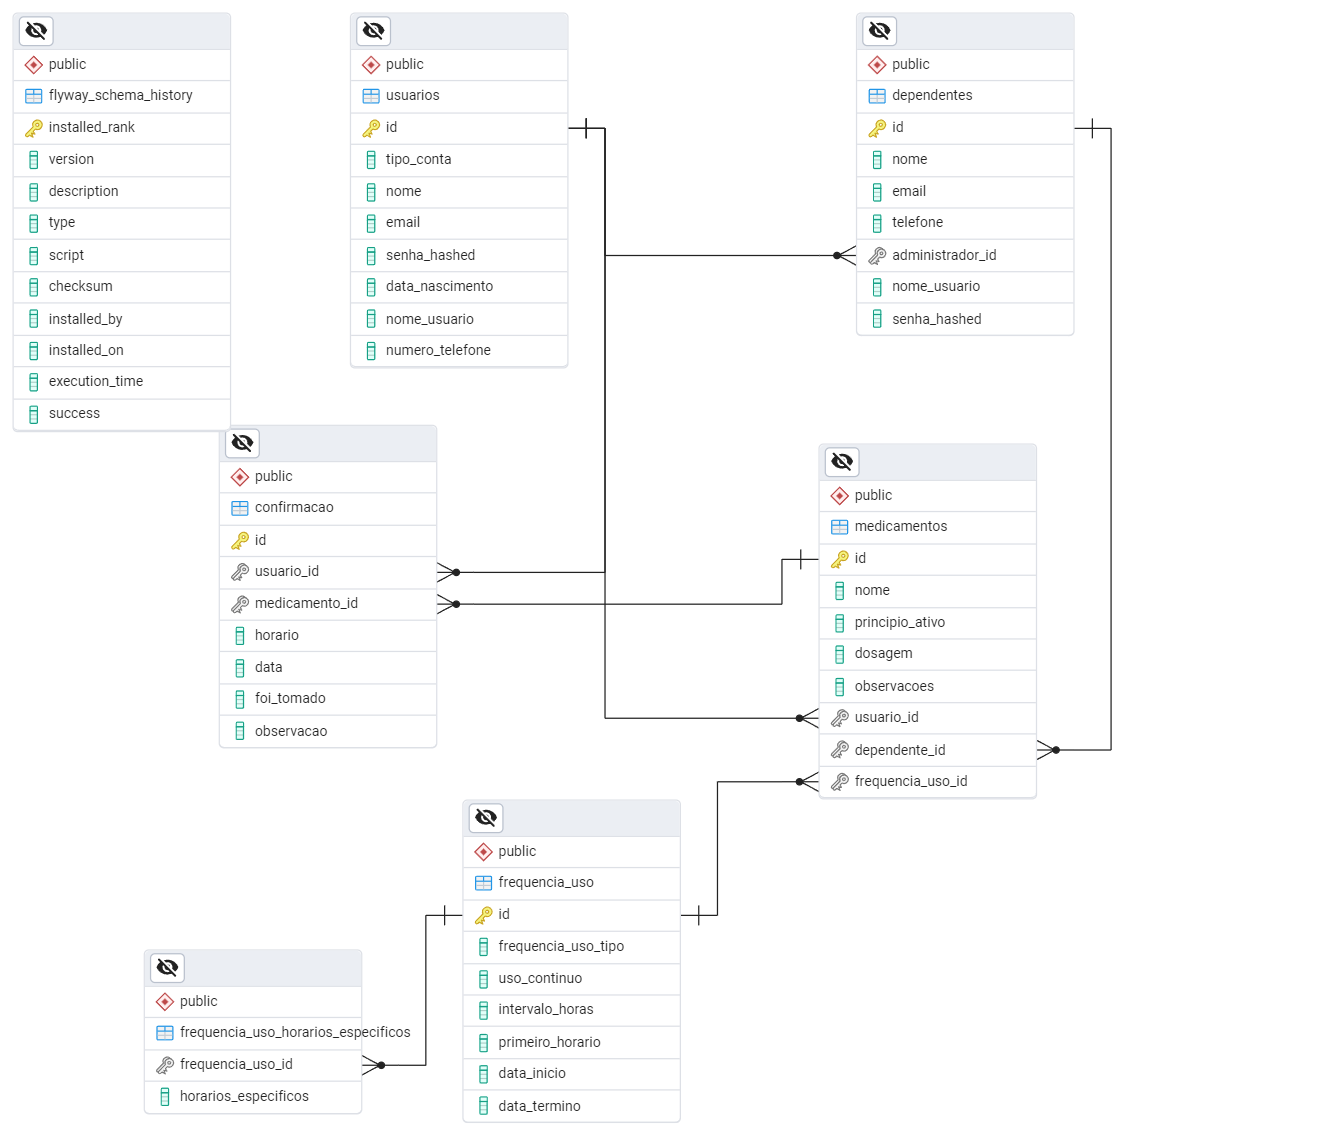 public
flyway_schema_history
installed_rank
version
description
type
script
checksum
installed_by
installed_on
execution_time
success
public
usuarios
id
tipo_conta
nome
email
senha_hashed
data_nascimento
nome_usuario
numero_telefone
public
dependentes
id
nome
email
telefone
administrador_id
nome_usuario
senha_hashed
public
confirmacao
id
usuario_id
medicamento_id
horario
data
foi_tomado
observacao
public
medicamentos
id
nome
principio_ativo
dosagem
observacoes
usuario_id
dependente_id
frequencia_uso_id
public
frequencia_uso
id
frequencia_uso_tipo
uso_continuo
intervalo_horas
primeiro_horario
data_inicio
data_termino
public
frequencia_uso_horarios_especificos
frequencia_uso_id
horarios_especificos